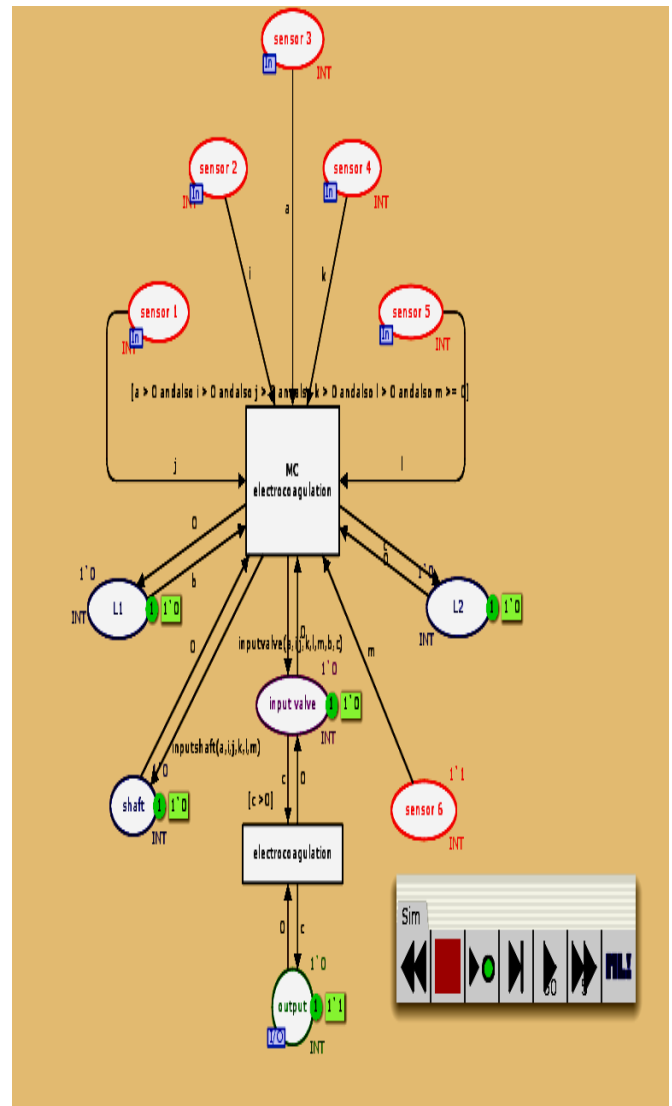 sensor 3
In
INT
sensor 2
In
INT
sensor 4
In
INT
a
i
k
sensor 1
In
INT
sensor 5
In
INT
[a > 0 andalso i > 0 andalso j > 0 andalso k > 0 andalso l > 0 andalso m >= 0]
MC
electrocoagulation
j
l
0
b
c
0
1`0
L1
INT
1
1`0
1`0
L2
INT
1
1`0
0
0
m
inputvalve(a,i,j,k,l,m,b,c)
1`0
input valve
1
1`0
INT
inputshaft(a,i,j,k,l,m)
0
shaft
1
1`0
INT
c
0
[c >0]
1`1
sensor 6
INT
electrocoagulation
0
c
1`0
output
1
1`1
I/O
INT
Sim
50
ML!